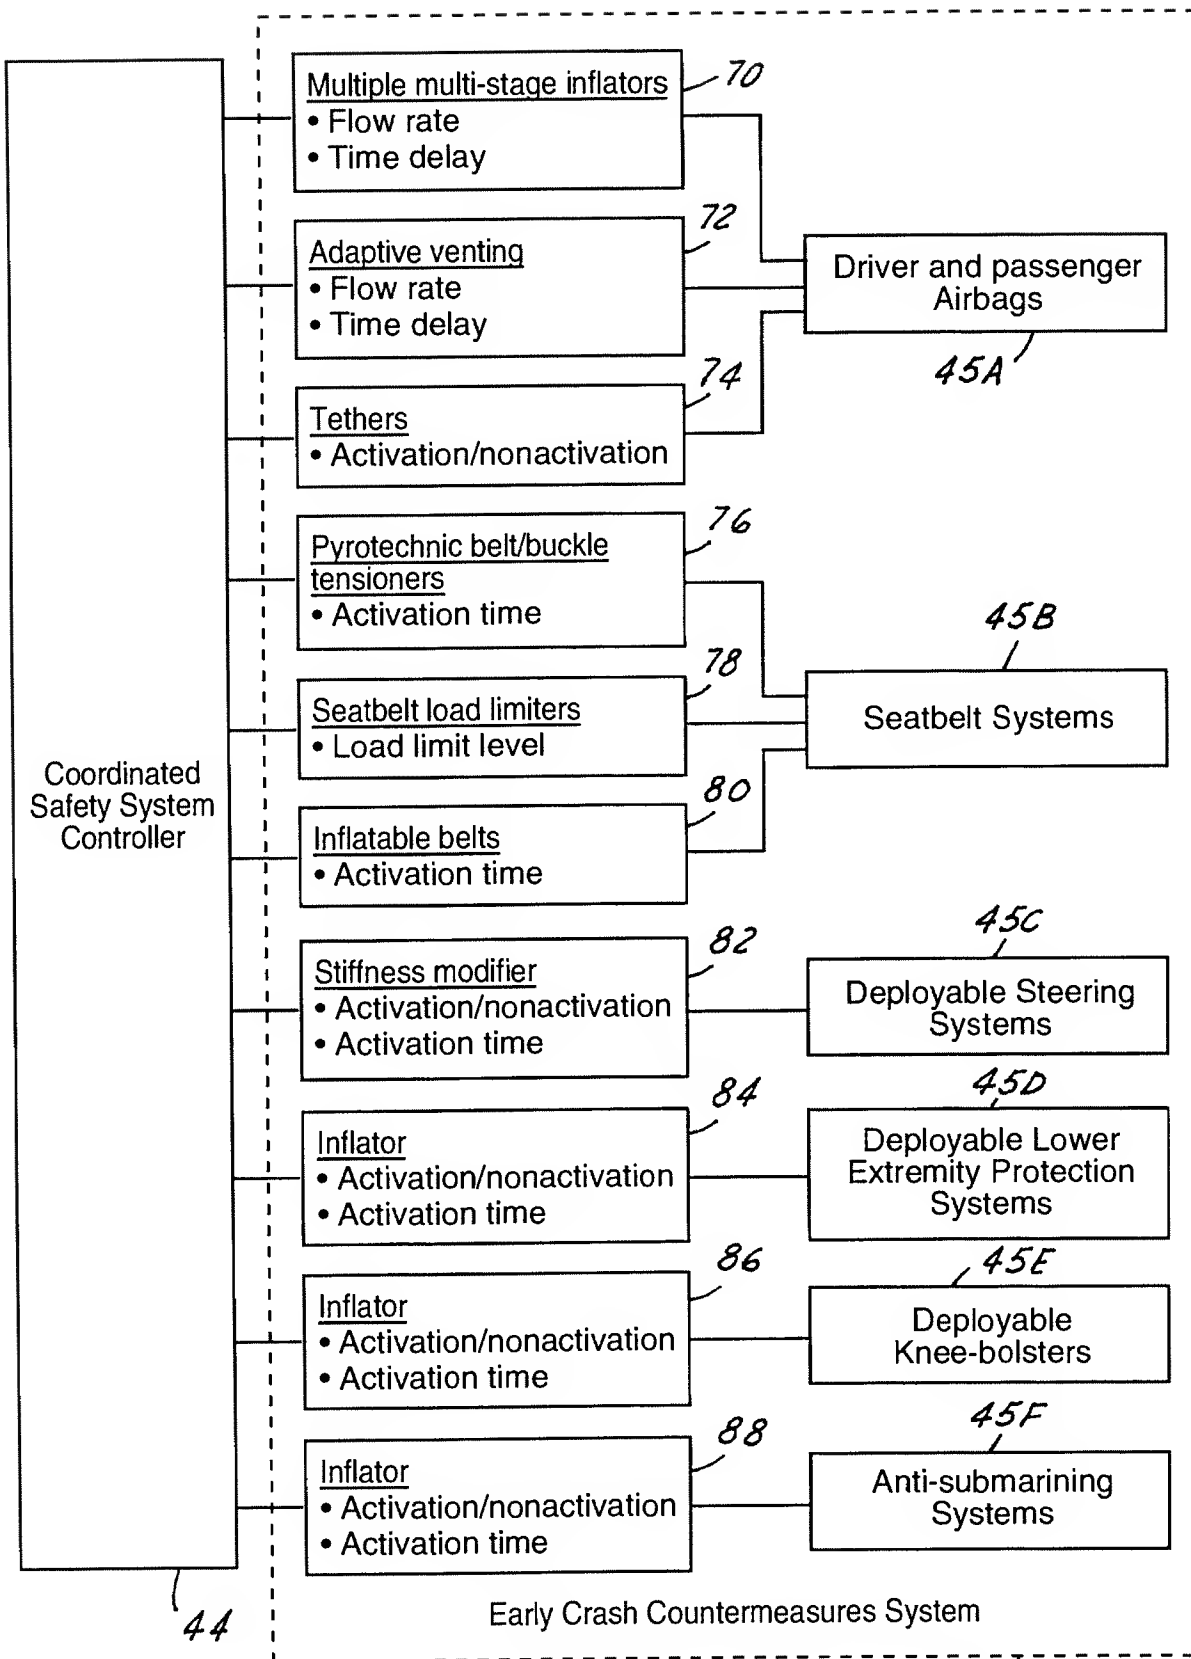 Multiple multi-stage inflators
• Flow rate
• Time delay
70
Adaptive venting
• Flow rate
• Time delay
72
Driver and passenger
Airbags
45A
Tethers
• Activation/nonactivation
74
Pyrotechnic belt/buckle
tensioners
• Activation time
76
45B
Seatbelt load limiters
• Load limit level
78
Seatbelt Systems
Coordinated
Safety System
Controller
Inflatable belts
• Activation time
80
Stiffness modifier
• Activation/nonactivation
• Activation time
82
45C
Deployable Steering
Systems
Inflator
• Activation/nonactivation
• Activation time
84
45D
Deployable Lower
Extremity Protection
Systems
Inflator
• Activation/nonactivation
• Activation time
86
45E
Deployable
Knee-bolsters
Inflator
• Activation/nonactivation
• Activation time
88
45F
Anti-submarining
Systems
44
Early Crash Countermeasures System